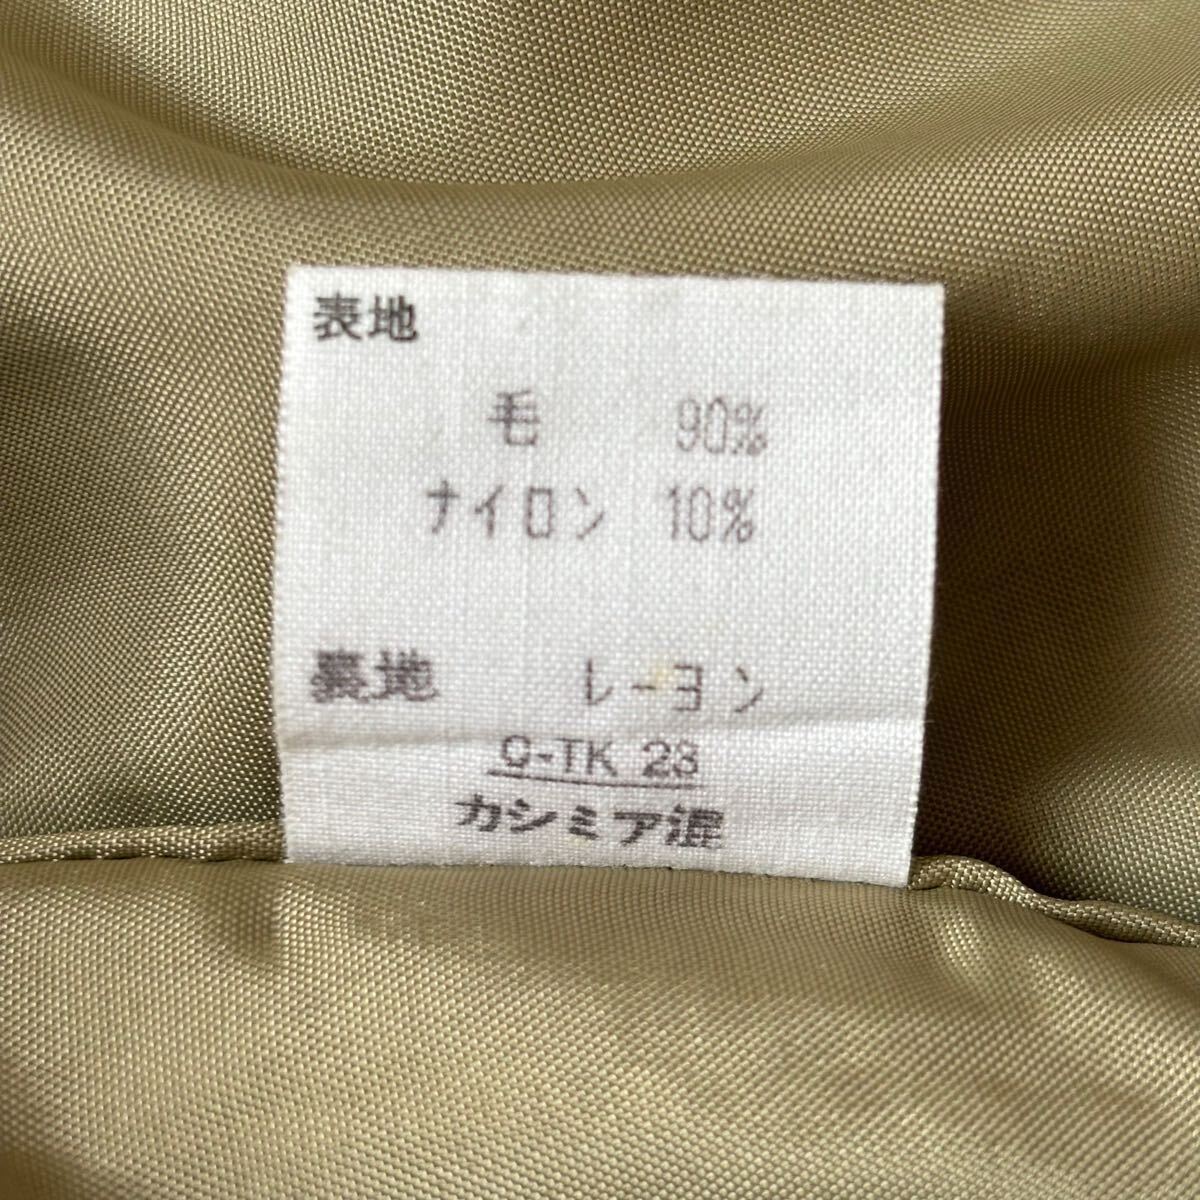 表地
毛 90%
ナイロン 10%
裏地 レーヨン
C-TK 28
カシミア混